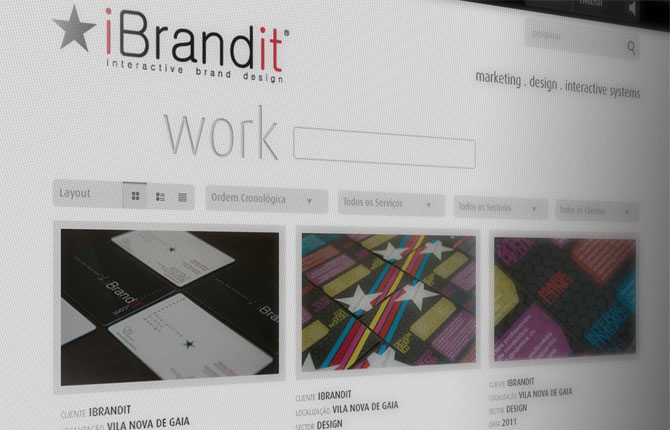 ENGLISH
iBrandit®
interactive brand design
pesquisar
marketing . design . interactive systems
work
Layout
Ordem Cronológica
Todos os Serviços
Todos os Sectores
Todos os Clientes
Brand
CLIENTE IBRANDIT
LOCALIZAÇÃO VILA NOVA DE GAIA
CLIENTE IBRANDIT
LOCALIZAÇÃO VILA NOVA DE GAIA
SECTOR DESIGN
CLIENTE IBRANDIT
LOCALIZAÇÃO VILA NOVA DE GAIA
SECTOR DESIGN
DATA 2011